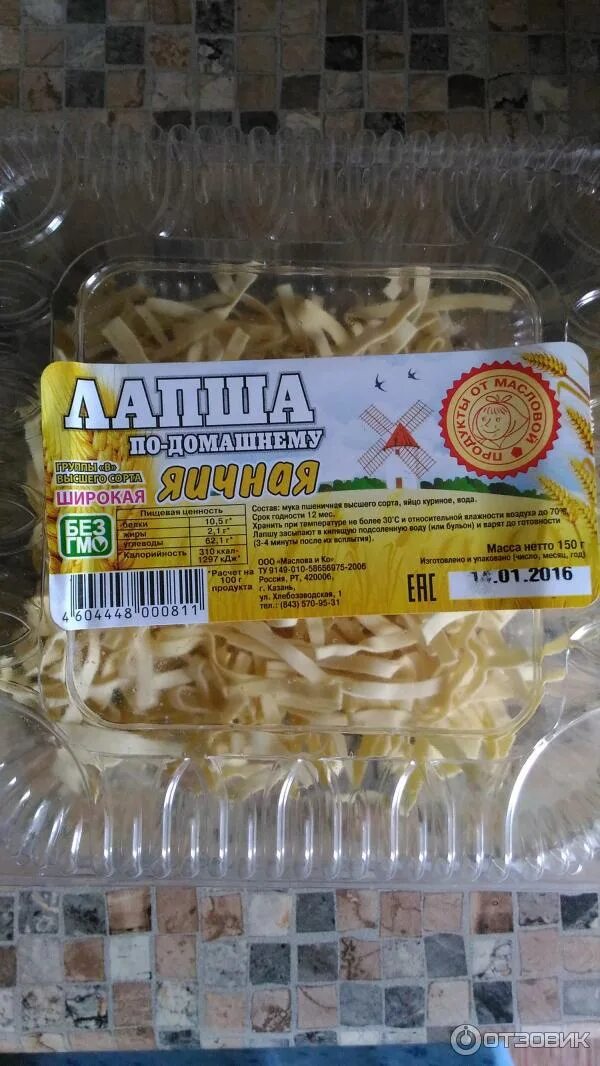 ЛАПША
ПО-ДОМАШНЕМУ
ЯИЧНАЯ
ГРУППЫ «В»
ВЫСШЕГО СОРТА
ШИРОКАЯ
БЕЗ
ГМО
ПРОДУКТЫ ОТ МАСЛОВОЙ
Пищевая ценность
белки 10,5 г*
жиры 2,1 г*
углеводы 62,1 г*
Калорийность 310 ккал-
1297 кДж*
*Расчет на
100 г
продукта
4 604448 000811
Состав: мука пшеничная высшего сорта, яйцо куриное, вода.
Срок годности 12 мес.
Хранить при температуре не более 30°С и относительной влажности воздуха до 70%.
Лапшу засыпают в кипящую подсоленную воду (или бульон) и варят до готовности
(3-4 минуты после их всплытия).
ООО «Маслова и Ко»
ТУ 9149-010-58656975-2006
Россия, РТ, 420006,
г. Казань,
ул. Хлебозаводская, 1
тел.: (843) 570-95-31
Масса нетто 150 г
Изготовлено и упаковано (число, месяц, год)
EAC
.01.2016
ОТЗОВИК